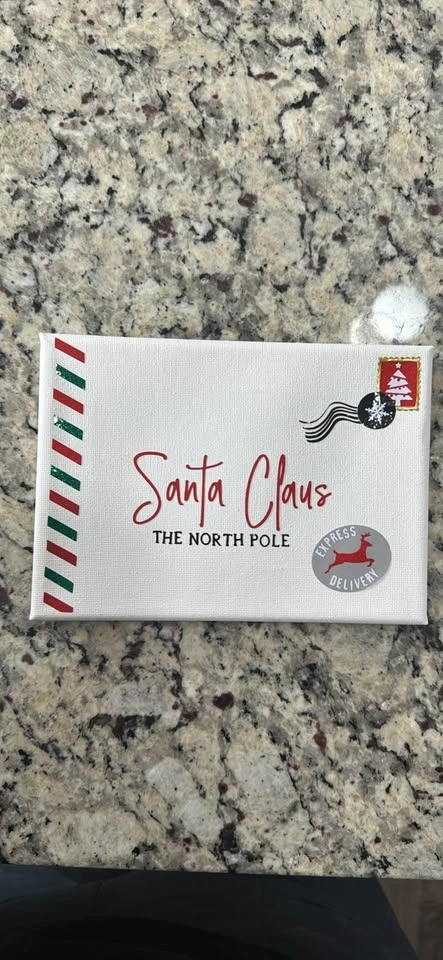 Santa Claus
THE NORTH POLE
EXPRESS
DELIVERY